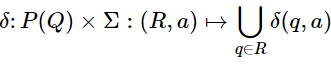 δ: P(Q) × Σ : (R, a) ↦ ⋃_{q∈R} δ(q, a)